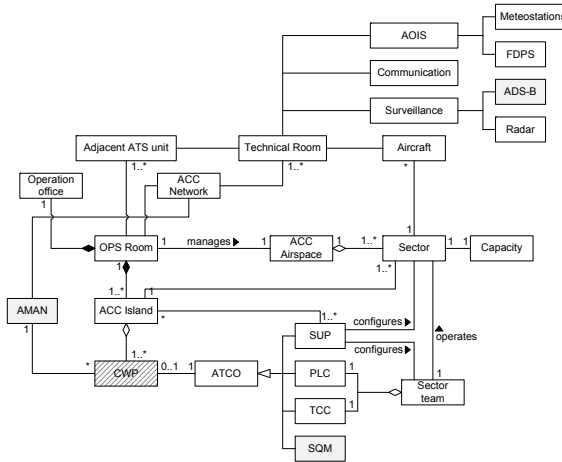 Meteostations
AOIS
FDPS
Communication
ADS-B
Surveillance
Radar
Adjacent ATS unit
Technical Room
Aircraft
1..*
1..*
*
Operation
office
ACC
Network
1
1
OPS Room
1
manages
1
ACC
Airspace
1
1..*
Sector
1
1
Capacity
1
1..*
1..*
1
ACC Island
*
1..*
AMAN
1
SUP
configures
operates
configures
1..*
*
CWP
0..1
1
ATCO
PLC
1
1
Sector
team
TCC
1
SQM